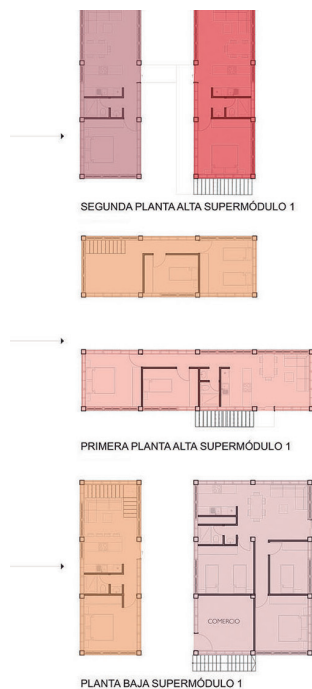 SEGUNDA PLANTA ALTA SUPERMÓDULO 1
PRIMERA PLANTA ALTA SUPERMÓDULO 1
COMERCIO
PLANTA BAJA SUPERMÓDULO 1